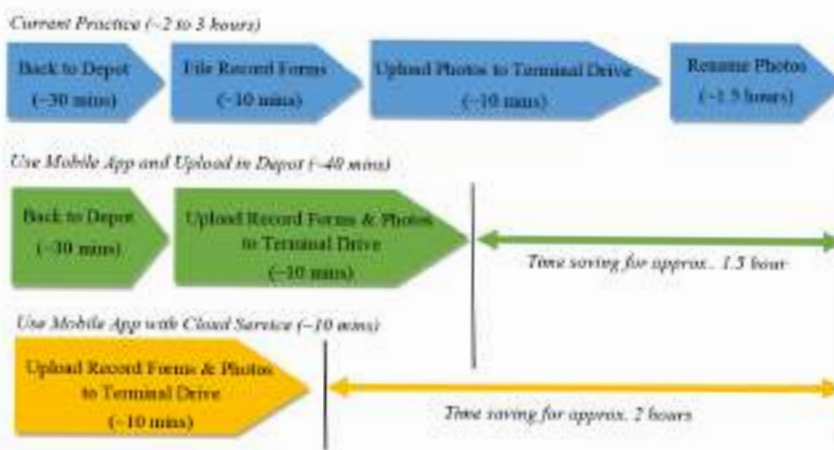 Current Practice (~2 to 3 hours)
Back to Depot
(~30 mins)
File Record Forms
(~10 mins)
Upload Photos to Terminal Drive
(~10 mins)
Rename Photos
(~1.5 hours)
Use Mobile App and Upload in Depot (~40 mins)
Back to Depot
(~30 mins)
Upload Record Forms & Photos
to Terminal Drive
(~10 mins)
Time saving for approx. 1.5 hour
Use Mobile App with Cloud Service (~10 mins)
Upload Record Forms & Photos
to Terminal Drive
(~10 mins)
Time saving for approx. 2 hours